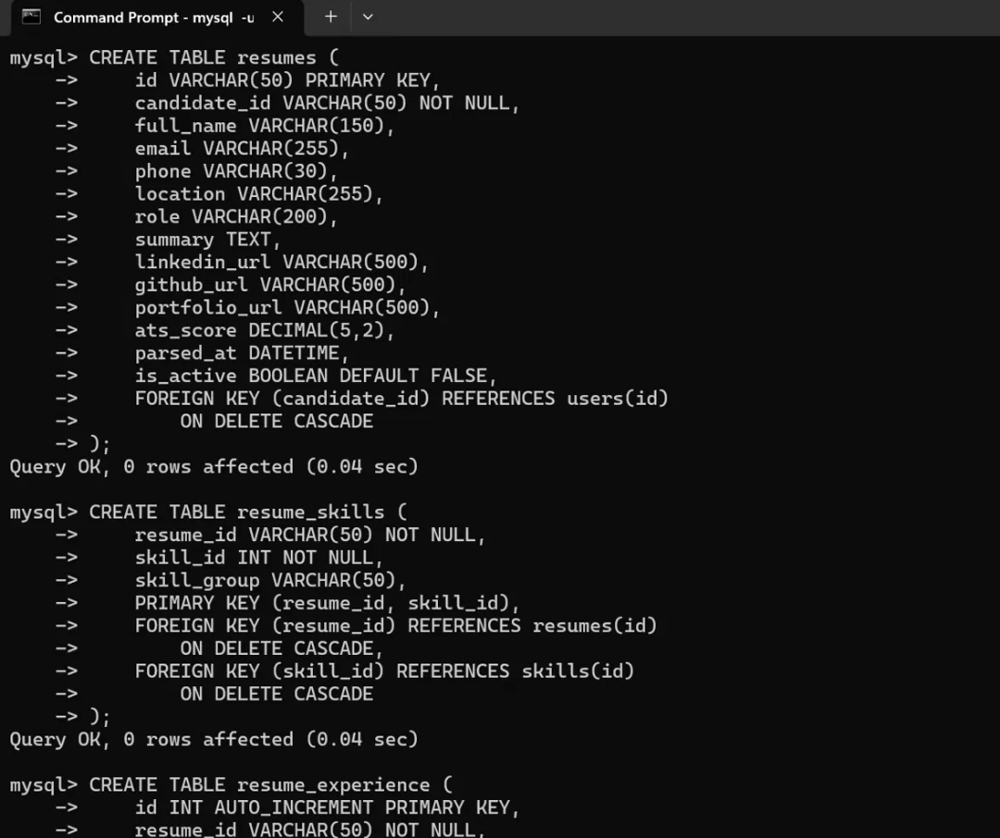 Command Prompt - mysql -u
mysql> CREATE TABLE resumes (
    ->     id VARCHAR(50) PRIMARY KEY,
    ->     candidate_id VARCHAR(50) NOT NULL,
    ->     full_name VARCHAR(150),
    ->     email VARCHAR(255),
    ->     phone VARCHAR(30),
    ->     location VARCHAR(255),
    ->     role VARCHAR(200),
    ->     summary TEXT,
    ->     linkedin_url VARCHAR(500),
    ->     github_url VARCHAR(500),
    ->     portfolio_url VARCHAR(500),
    ->     ats_score DECIMAL(5,2),
    ->     parsed_at DATETIME,
    ->     is_active BOOLEAN DEFAULT FALSE,
    ->     FOREIGN KEY (candidate_id) REFERENCES users(id)
    ->         ON DELETE CASCADE
    -> );
Query OK, 0 rows affected (0.04 sec)
mysql> CREATE TABLE resume_skills (
    ->     resume_id VARCHAR(50) NOT NULL,
    ->     skill_id INT NOT NULL,
    ->     skill_group VARCHAR(50),
    ->     PRIMARY KEY (resume_id, skill_id),
    ->     FOREIGN KEY (resume_id) REFERENCES resumes(id)
    ->         ON DELETE CASCADE,
    ->     FOREIGN KEY (skill_id) REFERENCES skills(id)
    ->         ON DELETE CASCADE
    -> );
Query OK, 0 rows affected (0.04 sec)
mysql> CREATE TABLE resume_experience (
    ->     id INT AUTO_INCREMENT PRIMARY KEY,
    ->     resume_id VARCHAR(50) NOT NULL,